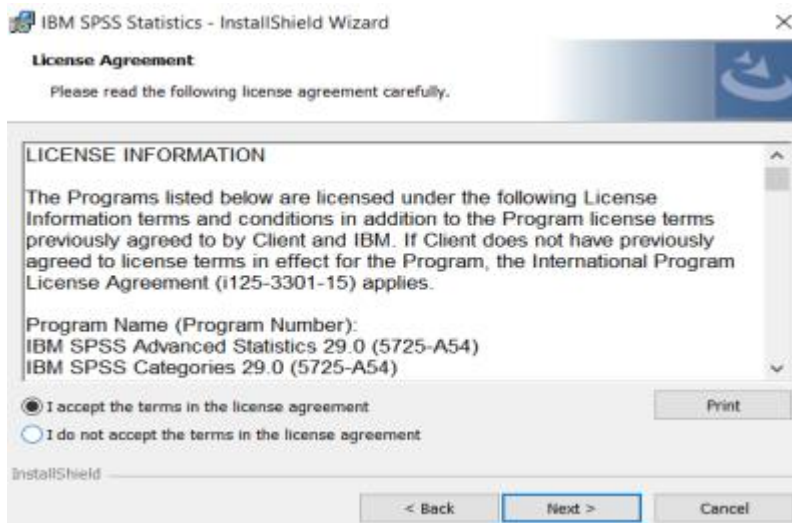 IBM SPSS Statistics - InstallShield Wizard
License Agreement
Please read the following license agreement carefully.
LICENSE INFORMATION
The Programs listed below are licensed under the following License
Information terms and conditions in addition to the Program license terms
previously agreed to by Client and IBM. If Client does not have previously
agreed to license terms in effect for the Program, the International Program
License Agreement (i125-3301-15) applies.
Program Name (Program Number):
IBM SPSS Advanced Statistics 29.0 (5725-A54)
IBM SPSS Categories 29.0 (5725-A54)
I accept the terms in the license agreement
Print
I do not accept the terms in the license agreement
InstallShield
< Back
Next >
Cancel